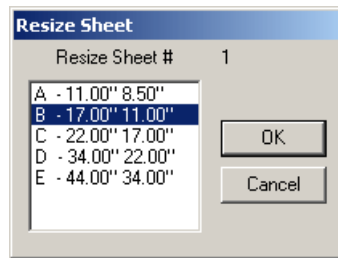 Resize Sheet
Resize Sheet # 1
A - 11.00" 8.50"
B - 17.00" 11.00"
C - 22.00" 17.00"
D - 34.00" 22.00"
E - 44.00" 34.00"
OK
Cancel